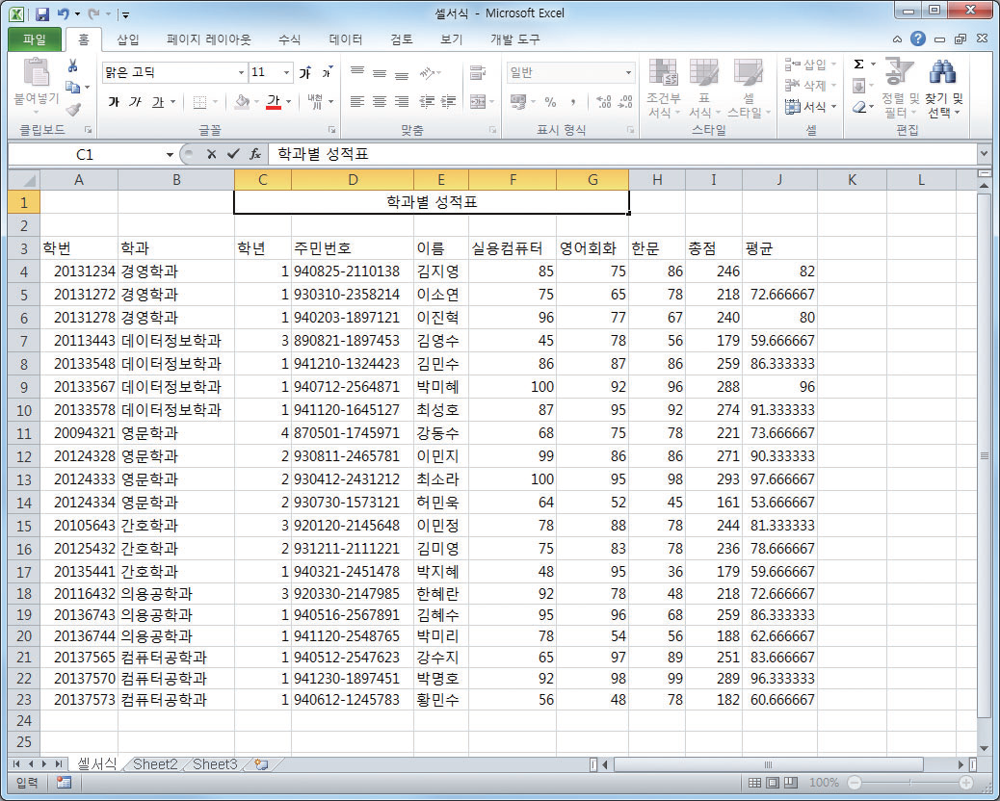 셀서식 - Microsoft Excel
파일 홈 삽입 페이지 레이아웃 수식 데이터 검토 보기 개발 도구
맑은 고딕 11 가 가 일반 삽입 Σ
붙여넣기 조건부 서식 표 서식 셀 스타일 삭제 정렬 및 필터 찾기 및 선택
가 가 가 가 내천 % , 서식
클립보드 글꼴 맞춤 표시 형식 스타일 셀 편집
C1 fx 학과별 성적표
A B C D E F G H I J K L
1 학과별 성적표
2
3 학번 학과 학년 주민번호 이름 실용컴퓨터 영어회화 한문 총점 평균
4 20131234 경영학과 1 940825-2110138 김지영 85 75 86 246 82
5 20131272 경영학과 1 930310-2358214 이소연 75 65 78 218 72.666667
6 20131278 경영학과 1 940203-1897121 이진혁 96 77 67 240 80
7 20113443 데이터정보학과 3 890821-1897453 김영수 45 78 56 179 59.666667
8 20133548 데이터정보학과 1 941210-1324423 김민수 86 87 86 259 86.333333
9 20133567 데이터정보학과 1 940712-2564871 박미혜 100 92 96 288 96
10 20133578 데이터정보학과 1 941120-1645127 최성호 87 95 92 274 91.333333
11 20094321 영문학과 4 870501-1745971 강동수 68 75 78 221 73.666667
12 20124328 영문학과 2 930811-2465781 이민지 99 86 86 271 90.333333
13 20124333 영문학과 2 930412-2431212 최소라 100 95 98 293 97.666667
14 20124334 영문학과 2 930730-1573121 허민욱 64 52 45 161 53.666667
15 20105643 간호학과 3 920120-2145648 이민정 78 88 78 244 81.333333
16 20125432 간호학과 2 931211-2111221 김미영 75 83 78 236 78.666667
17 20135441 간호학과 1 940321-2451478 박지혜 48 95 36 179 59.666667
18 20116432 의용공학과 3 920330-2147985 한혜란 92 78 48 218 72.666667
19 20136743 의용공학과 1 940516-2567891 김혜수 95 96 68 259 86.333333
20 20136744 의용공학과 1 941120-2548765 박미리 78 54 56 188 62.666667
21 20137565 컴퓨터공학과 1 940512-2547623 강수지 65 97 89 251 83.666667
22 20137570 컴퓨터공학과 1 941230-1897451 박명호 92 98 99 289 96.333333
23 20137573 컴퓨터공학과 1 940612-1245783 황민수 56 48 78 182 60.666667
24
25
셀서식 Sheet2 Sheet3
입력 100%